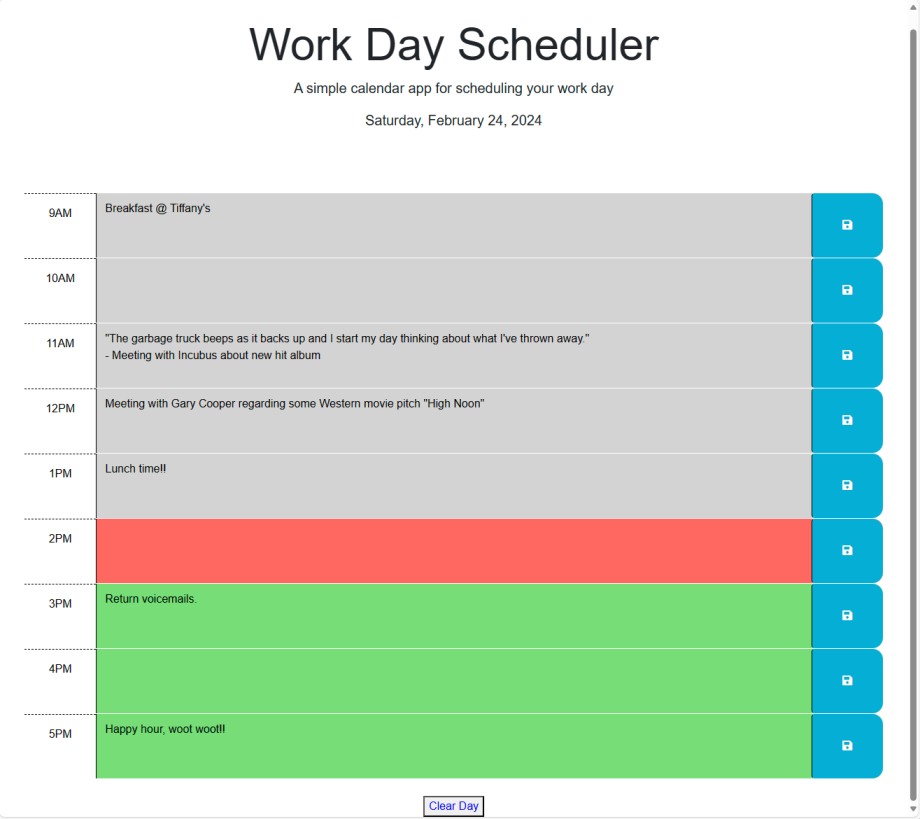 Work Day Scheduler
A simple calendar app for scheduling your work day
Saturday, February 24, 2024
9AM
Breakfast @ Tiffany's
10AM
11AM
"The garbage truck beeps as it backs up and I start my day thinking about what I've thrown away."
- Meeting with Incubus about new hit album
12PM
Meeting with Gary Cooper regarding some Western movie pitch "High Noon"
1PM
Lunch time!!
2PM
3PM
Return voicemails.
4PM
5PM
Happy hour, woot woot!!
Clear Day